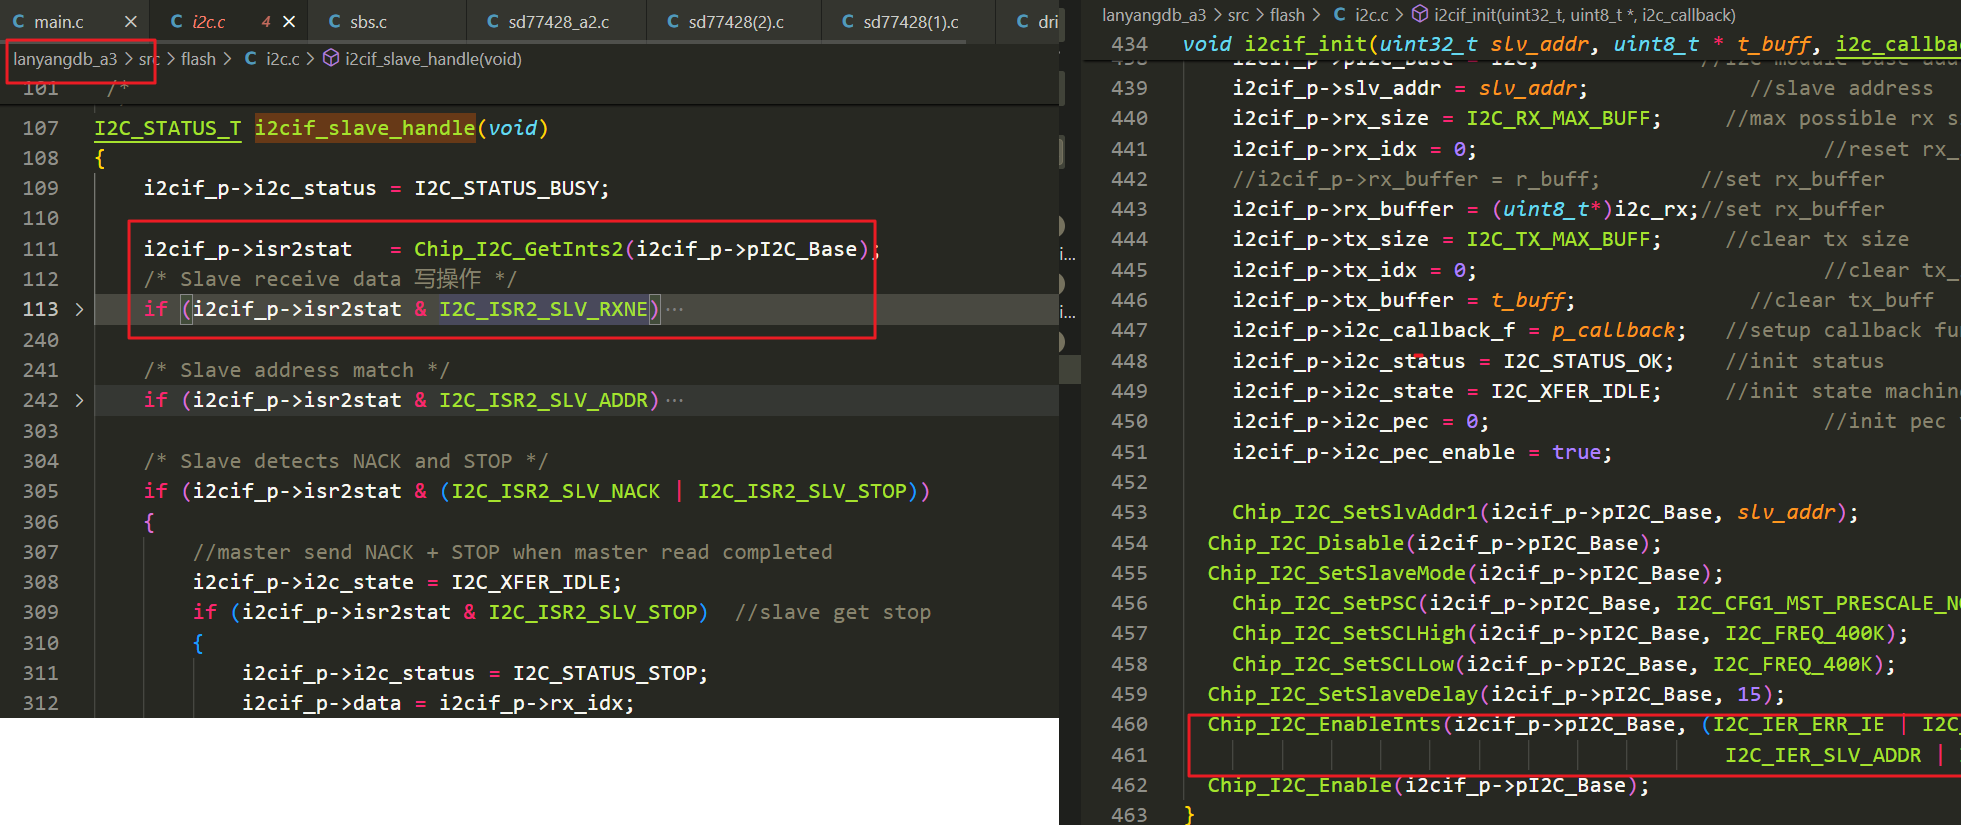 main.c
i2c.c 4
sbs.c
sd77428_a2.c
sd77428(2).c
sd77428(1).c
dri
lanyangdb_a3 > src > flash > C i2c.c > i2cif_slave_handle(void)
101 /*
107 I2C_STATUS_T i2cif_slave_handle(void)
108 {
109 i2cif_p->i2c_status = I2C_STATUS_BUSY;
110
111 i2cif_p->isr2stat = Chip_I2C_GetInts2(i2cif_p->pI2C_Base);
112 /* Slave receive data 写操作 */
113 if (i2cif_p->isr2stat & I2C_ISR2_SLV_RXNE)···
240
241 /* Slave address match */
242 if (i2cif_p->isr2stat & I2C_ISR2_SLV_ADDR)···
303
304 /* Slave detects NACK and STOP */
305 if (i2cif_p->isr2stat & (I2C_ISR2_SLV_NACK | I2C_ISR2_SLV_STOP))
306 {
307 //master send NACK + STOP when master read completed
308 i2cif_p->i2c_state = I2C_XFER_IDLE;
309 if (i2cif_p->isr2stat & I2C_ISR2_SLV_STOP) //slave get stop
310 {
311 i2cif_p->i2c_status = I2C_STATUS_STOP;
312 i2cif_p->data = i2cif_p->rx_idx;
i...
i...
lanyangdb_a3 > src > flash > C i2c.c > i2cif_init(uint32_t, uint8_t *, i2c_callback)
434 void i2cif_init(uint32_t slv_addr, uint8_t * t_buff, i2c_callba
439 i2cif_p->slv_addr = slv_addr; //slave address
440 i2cif_p->rx_size = I2C_RX_MAX_BUFF; //max possible rx s
441 i2cif_p->rx_idx = 0; //reset rx_
442 //i2cif_p->rx_buffer = r_buff; //set rx_buffer
443 i2cif_p->rx_buffer = (uint8_t*)i2c_rx;//set rx_buffer
444 i2cif_p->tx_size = I2C_TX_MAX_BUFF; //clear tx size
445 i2cif_p->tx_idx = 0; //clear tx_
446 i2cif_p->tx_buffer = t_buff; //clear tx_buff
447 i2cif_p->i2c_callback_f = p_callback; //setup callback fu
448 i2cif_p->i2c_status = I2C_STATUS_OK; //init status
449 i2cif_p->i2c_state = I2C_XFER_IDLE; //init state machin
450 i2cif_p->i2c_pec = 0; //init pec
451 i2cif_p->i2c_pec_enable = true;
452
453 Chip_I2C_SetSlvAddr1(i2cif_p->pI2C_Base, slv_addr);
454 Chip_I2C_Disable(i2cif_p->pI2C_Base);
455 Chip_I2C_SetSlaveMode(i2cif_p->pI2C_Base);
456 Chip_I2C_SetPSC(i2cif_p->pI2C_Base, I2C_CFG1_MST_PRESCALE_N
457 Chip_I2C_SetSCLHigh(i2cif_p->pI2C_Base, I2C_FREQ_400K);
458 Chip_I2C_SetSCLLow(i2cif_p->pI2C_Base, I2C_FREQ_400K);
459 Chip_I2C_SetSlaveDelay(i2cif_p->pI2C_Base, 15);
460 Chip_I2C_EnableInts(i2cif_p->pI2C_Base, (I2C_IER_ERR_IE | I2C_
461 I2C_IER_SLV_ADDR |
462 Chip_I2C_Enable(i2cif_p->pI2C_Base);
463 }